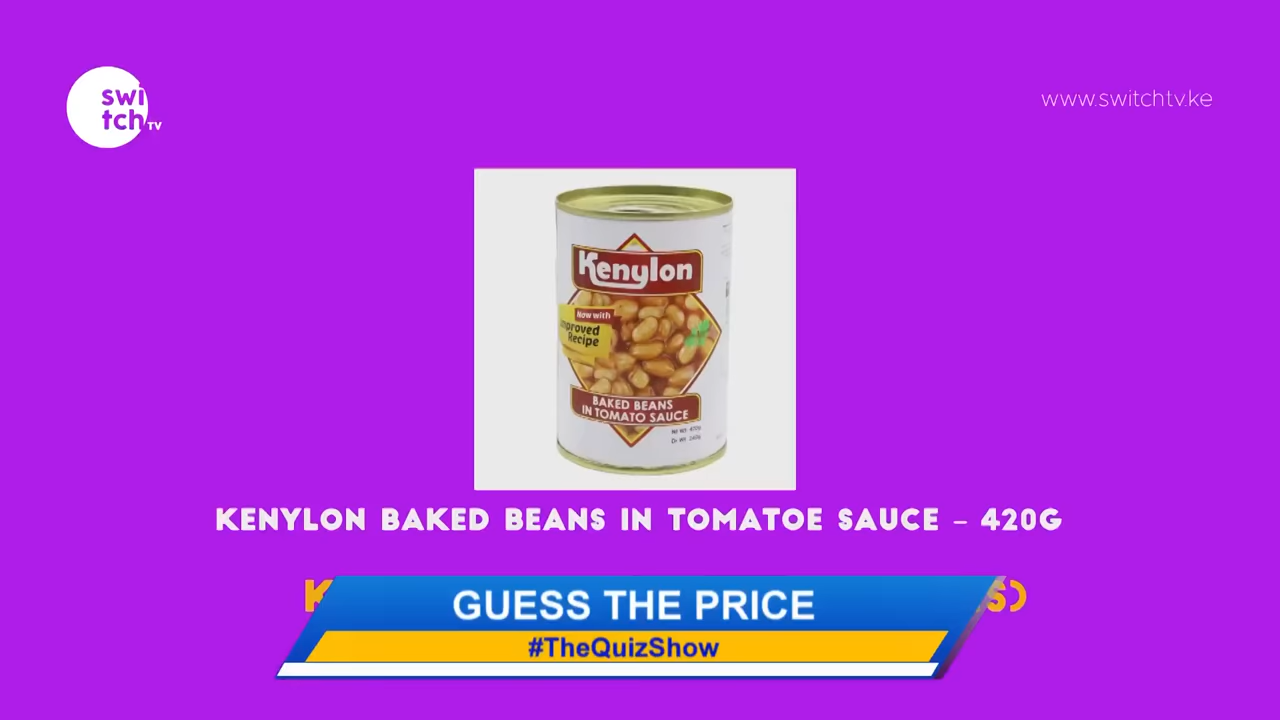 swi
tch TV
www.switchtv.ke
Kenylon
Now with
Improved
Recipe
BAKED BEANS
IN TOMATO SAUCE
KENYLON BAKED BEANS IN TOMATOE SAUCE – 420G
GUESS THE PRICE
#TheQuizShow